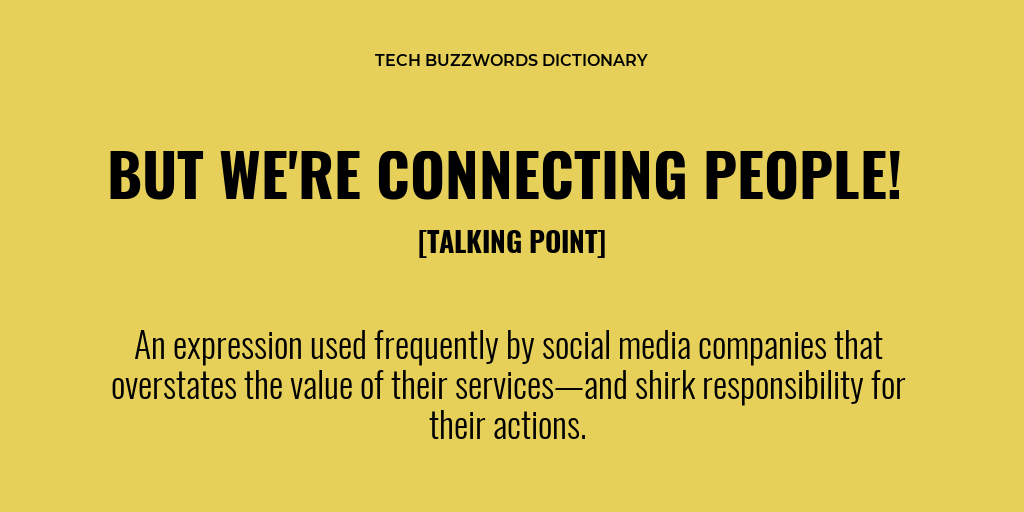 TECH BUZZWORDS DICTIONARY
BUT WE'RE CONNECTING PEOPLE!
[TALKING POINT]
An expression used frequently by social media companies that
overstates the value of their services—and shirk responsibility for
their actions.